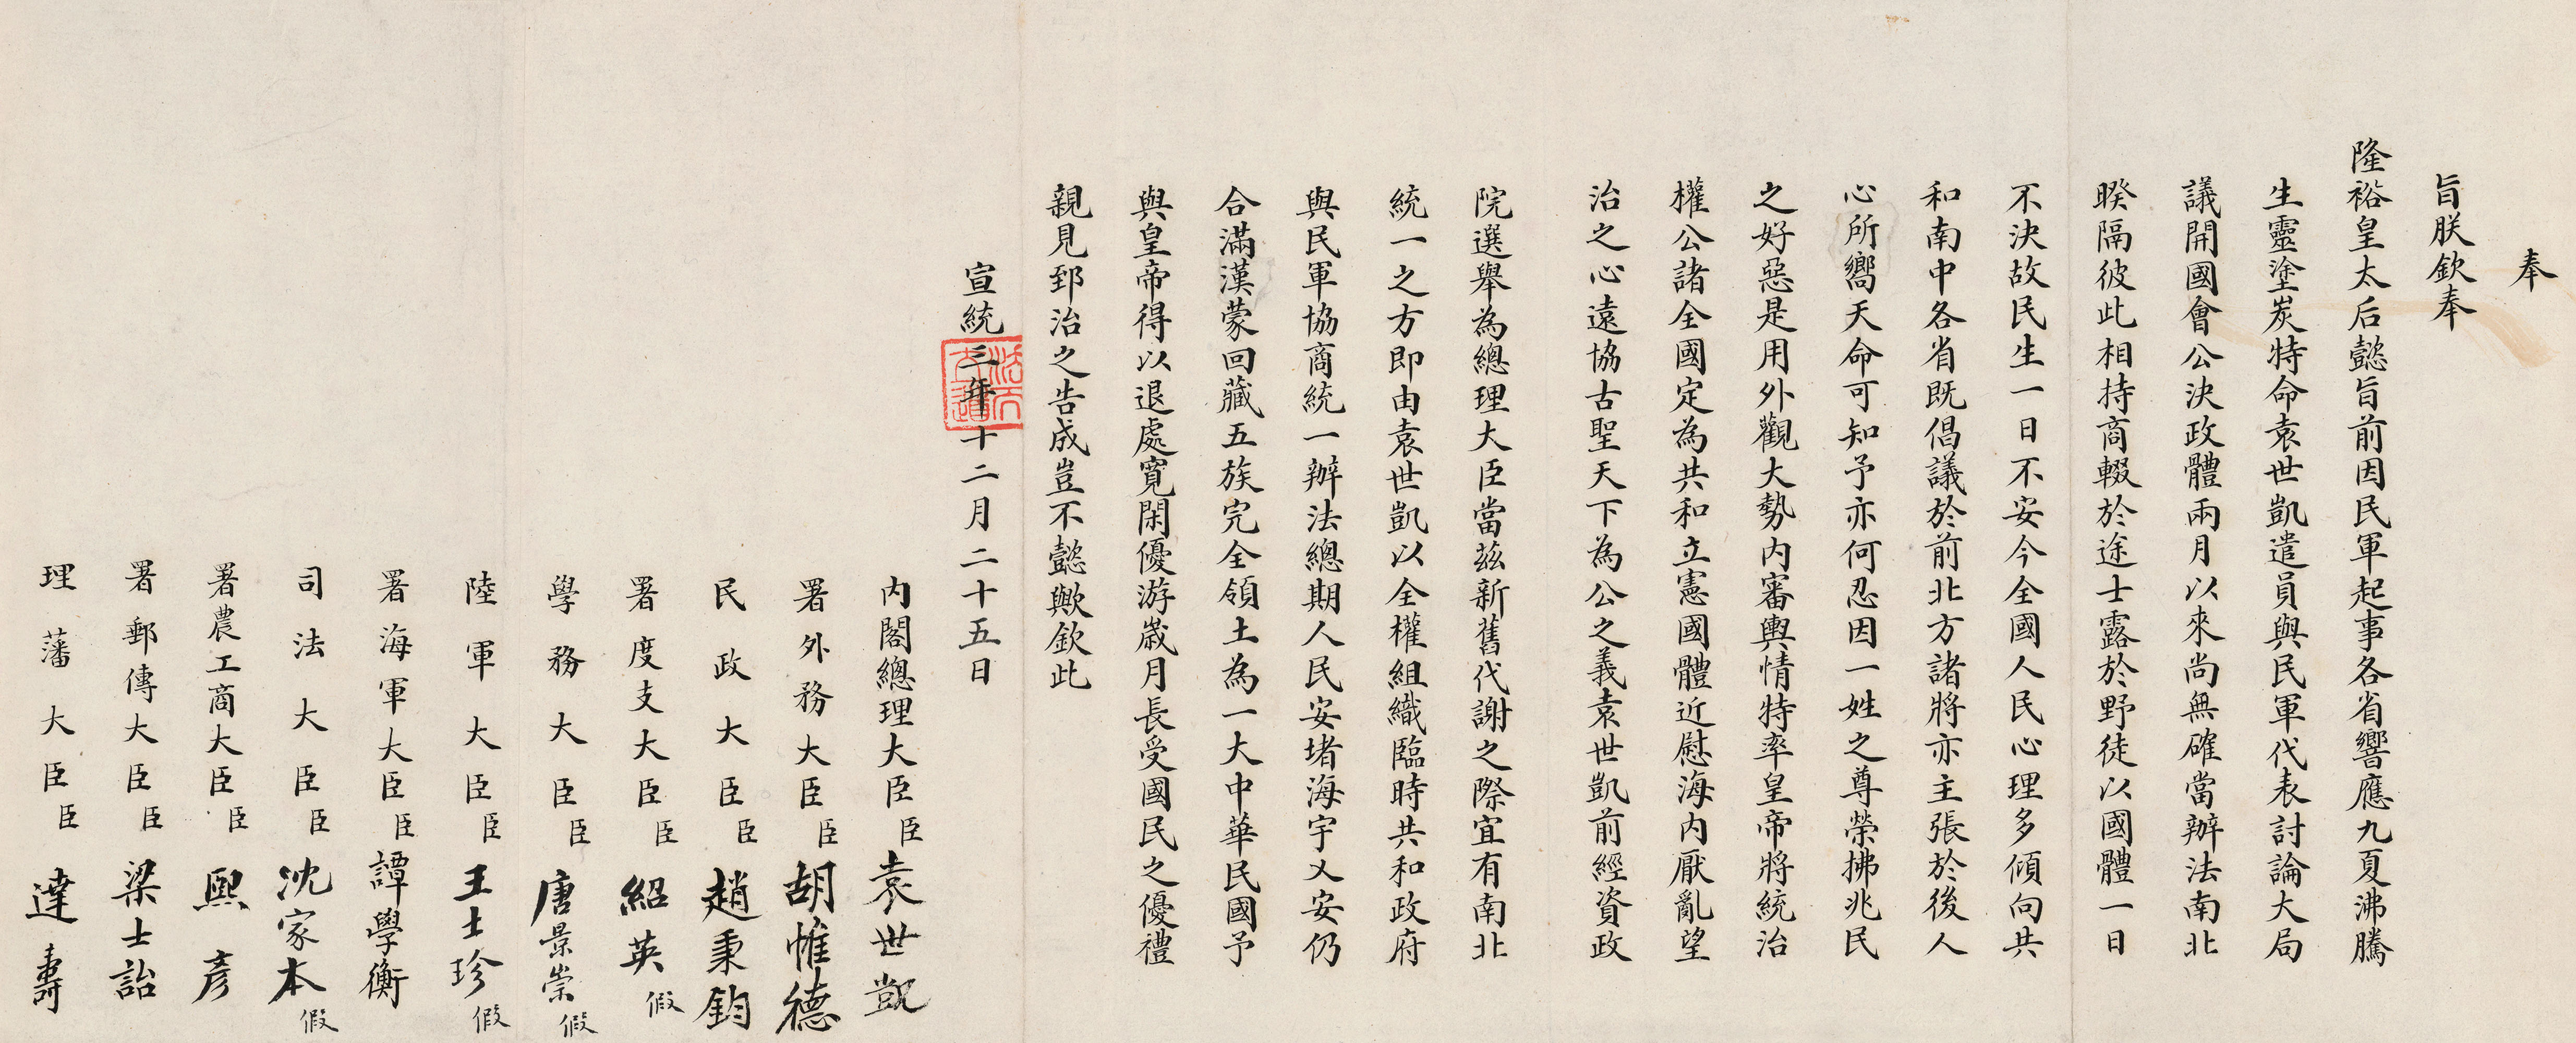 奉
旨朕欽奉
隆裕皇太后懿旨前因民軍起事各省響應九夏沸騰
生靈塗炭特命袁世凱遣員與民軍代表討論大局
議開國會公決政體兩月以來尚無確當辦法南北
暌隔彼此相持商輟於途士露於野徒以國體一日
不決故民生一日不安今全國人民心理多傾向共
和南中各省既倡議於前北方諸將亦主張於後人
心所嚮天命可知予亦何忍因一姓之尊榮拂兆民
之好惡是用外觀大勢內審輿情特率皇帝將統治
權公諸全國定為共和立憲國體近慰海內厭亂望
治之心遠協古聖天下為公之義袁世凱前經資政
院選舉為總理大臣當茲新舊代謝之際宜有南北
統一之方即由袁世凱以全權組織臨時共和政府
與民軍協商統一辦法總期人民安堵海宇乂安仍
合滿漢蒙回藏五族完全領土為一大中華民國予
與皇帝得以退處寬閑優游歲月長受國民之優禮
親見郅治之告成豈不懿歟欽此
宣統三年十二月二十五日
法天立道
內閣總理大臣臣袁世凱
署外務大臣臣胡惟德
民政大臣臣趙秉鈞
署度支大臣臣紹英假
學務大臣臣唐景崇假
陸軍大臣臣王士珍假
署海軍大臣臣譚學衡
司法大臣臣沈家本假
署農工商大臣臣熙彥
署郵傳大臣臣梁士詒
理藩大臣臣達壽